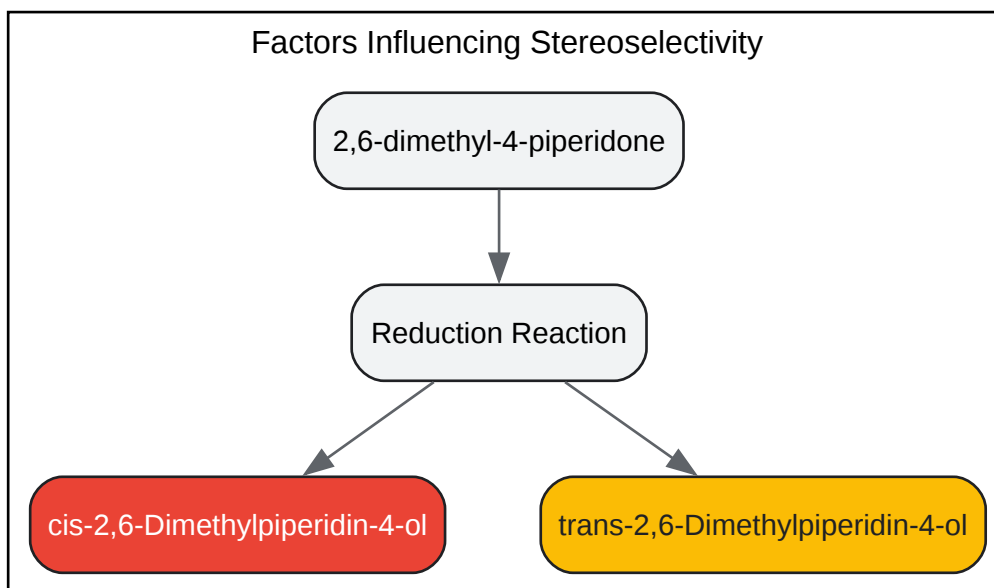 Factors Influencing Stereoselectivity
2,6-dimethyl-4-piperidone
Reduction Reaction
cis-2,6-Dimethylpiperidin-4-ol
trans-2,6-Dimethylpiperidin-4-ol